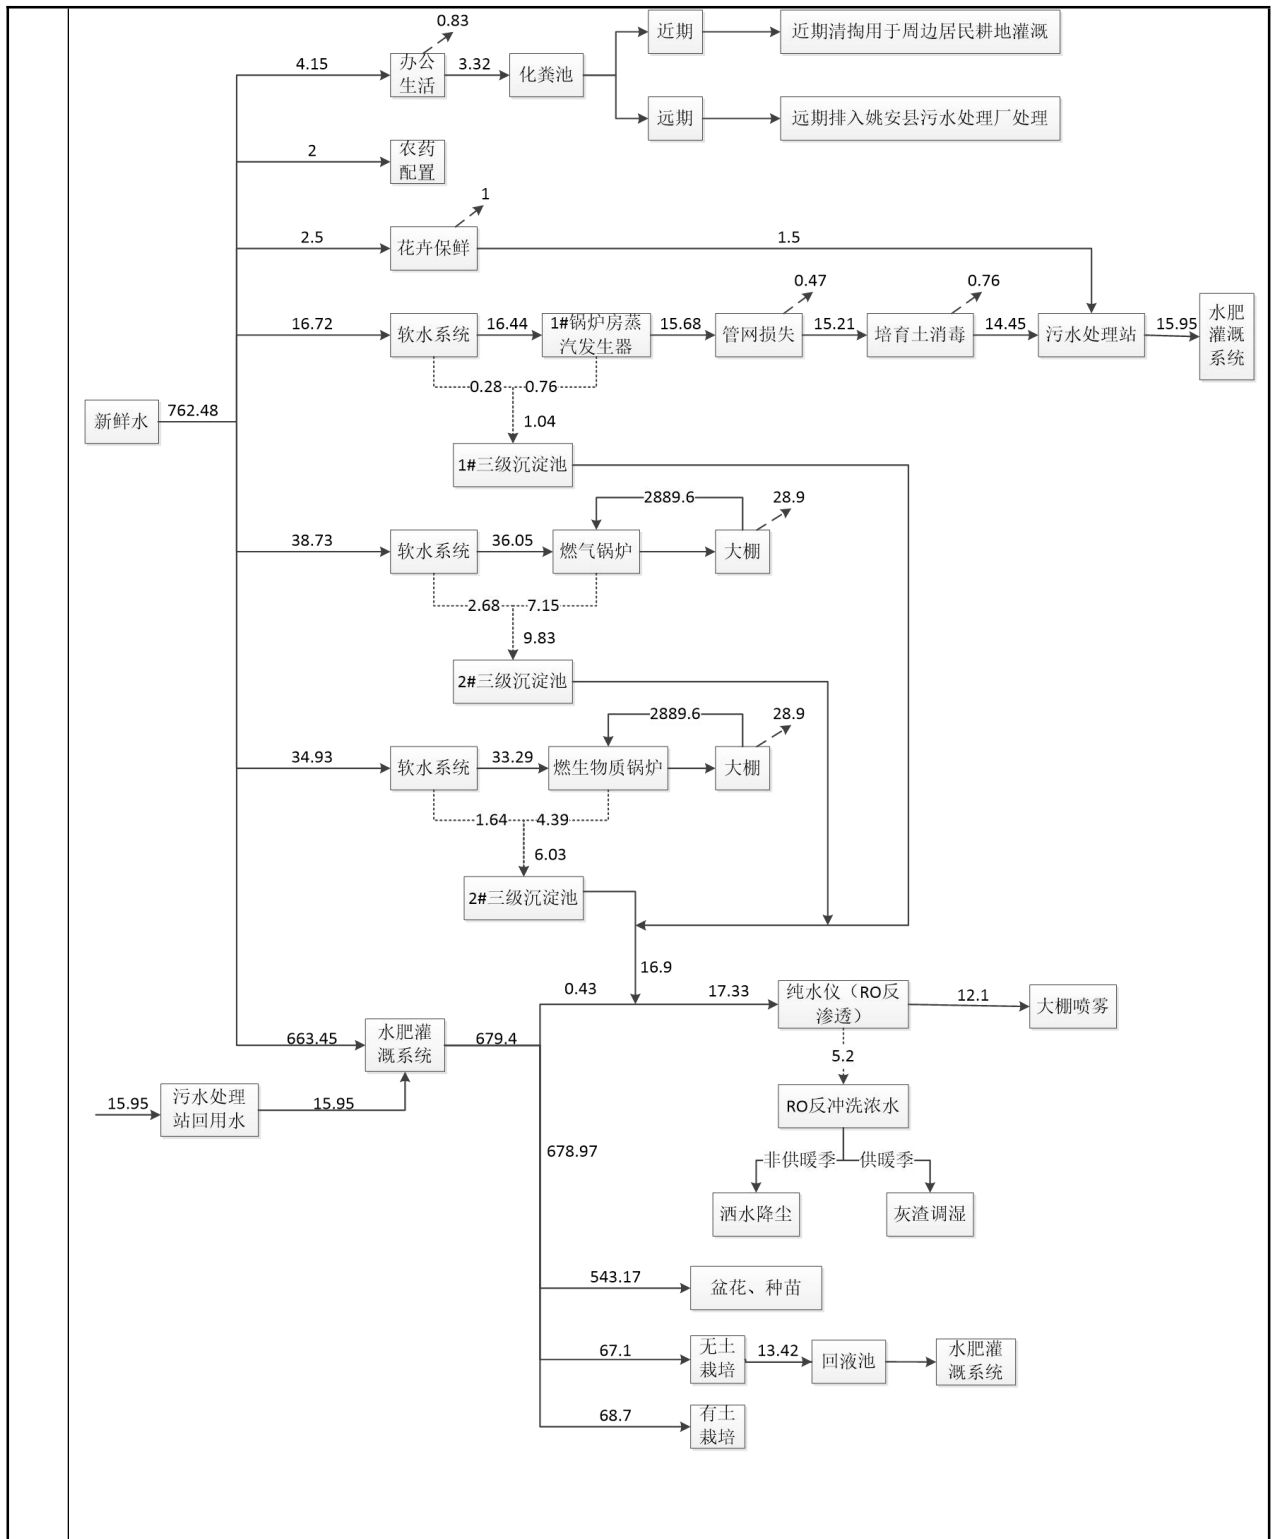 0.83
4.15
办公
生活
3.32
化粪池
近期
近期清掏用于周边居民耕地灌溉
远期
远期排入姚安县污水处理厂处理
2
农药
配置
1
2.5
花卉保鲜
1.5
16.72
软水系统
16.44
1#锅炉房蒸
汽发生器
15.68
管网损失
0.47
15.21
培育土消毒
0.76
14.45
污水处理站
15.95
水肥
灌溉
系统
0.28
0.76
1.04
1#三级沉淀池
新鲜水
762.48
38.73
软水系统
36.05
燃气锅炉
2889.6
大棚
28.9
2.68
7.15
9.83
2#三级沉淀池
34.93
软水系统
33.29
燃生物质锅炉
2889.6
大棚
28.9
1.64
4.39
6.03
2#三级沉淀池
16.9
0.43
17.33
纯水仪（RO反
渗透）
12.1
大棚喷雾
663.45
水肥灌
溉系统
679.4
5.2
RO反冲洗浓水
15.95
污水处理
站回用水
15.95
678.97
非供暖季
供暖季
洒水降尘
灰渣调湿
543.17
盆花、种苗
67.1
无土
栽培
13.42
回液池
水肥灌
溉系统
68.7
有土
栽培